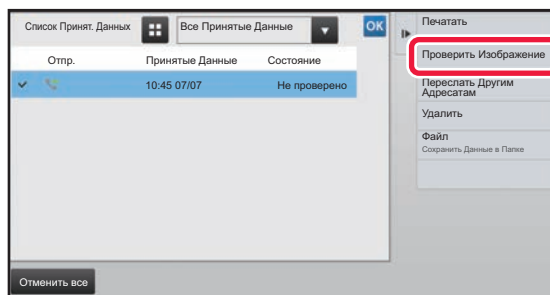 Список Принят. Данных
Все Принятые Данные
OK
Отпр.
Принятые Данные
Состояние
10:45 07/07
Не проверено
Отменить все
Печатать
Проверить Изображение
Переслать Другим
Адресатам
Удалить
Файл
Сохранить Данные в Папке